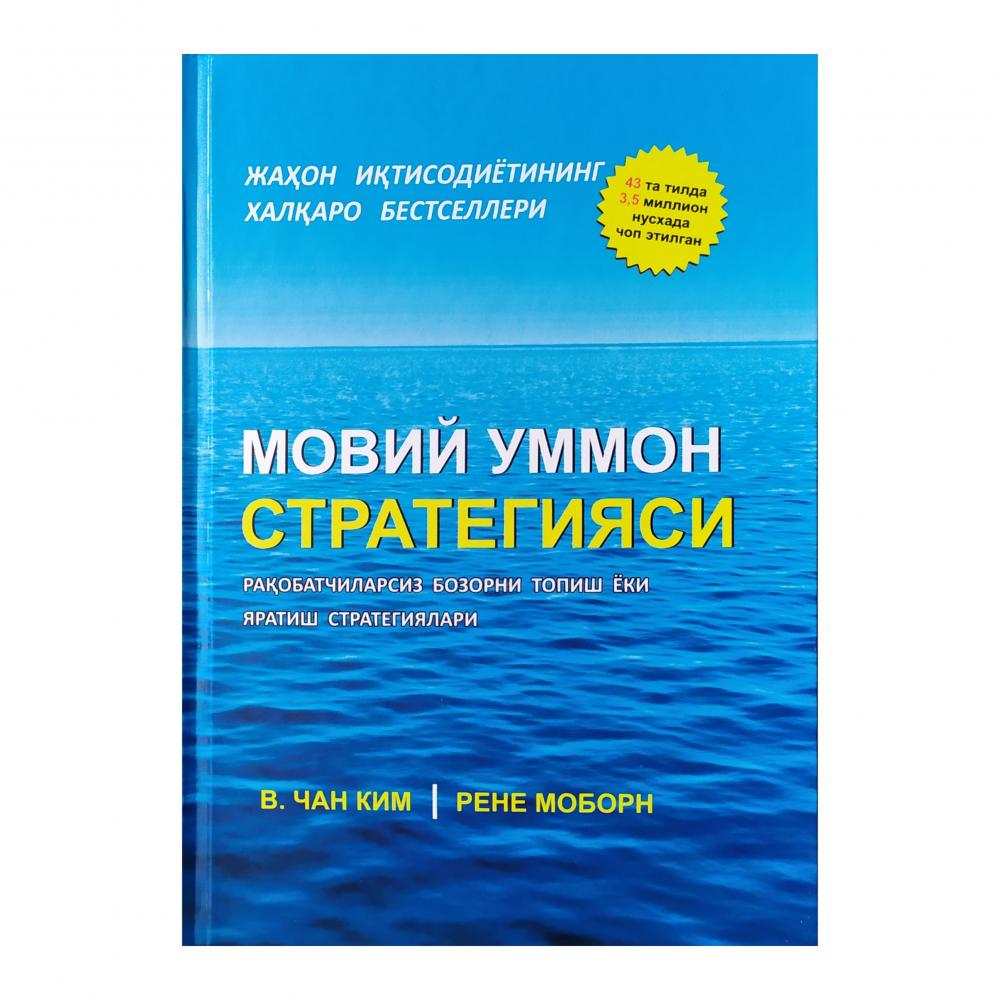 ЖАҲОН ИҚТИСОДИЁТИНИНГ
ХАЛҚАРО БЕСТСЕЛЛЕРИ
43 та тилда
3,5 миллион
нусхада
чоп этилган
МОВИЙ УММОН
СТРАТЕГИЯСИ
РАҚОБАТЧИЛАРСИЗ БОЗОРНИ ТОПИШ ЁКИ
ЯРАТИШ СТРАТЕГИЯЛАРИ
В. ЧАН КИМ | РЕНЕ МОБОРН